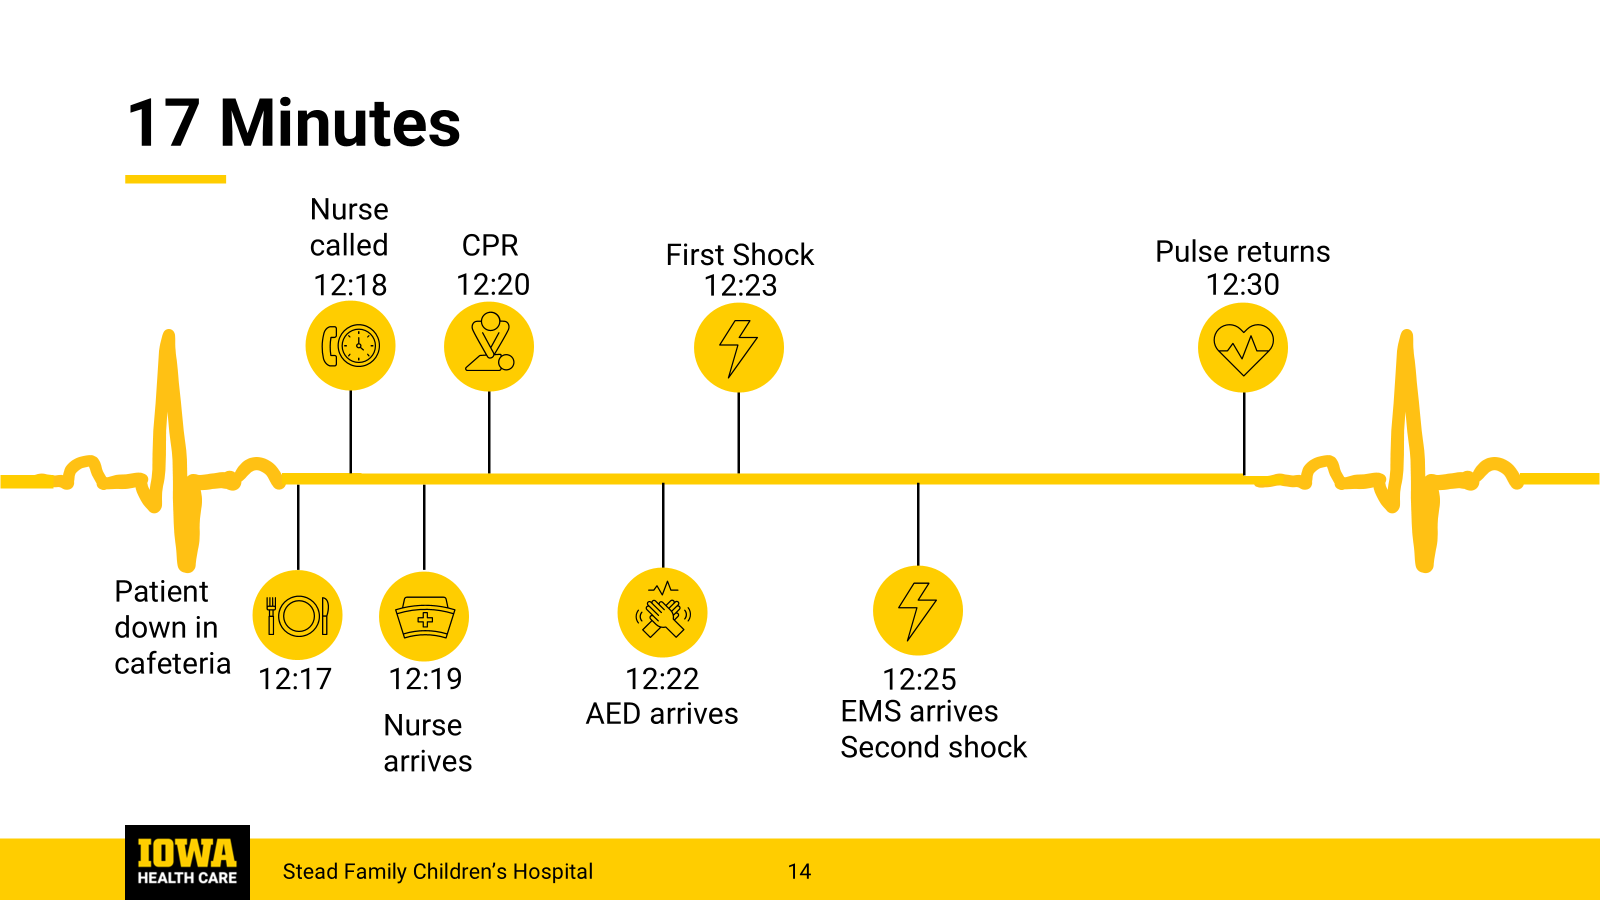 17 Minutes
Nurse
called
12:18
CPR
12:20
First Shock
12:23
Pulse returns
12:30
Patient
down in
cafeteria
12:17
12:19
Nurse
arrives
12:22
AED arrives
12:25
EMS arrives
Second shock
IOWA
HEALTH CARE
Stead Family Children’s Hospital
14